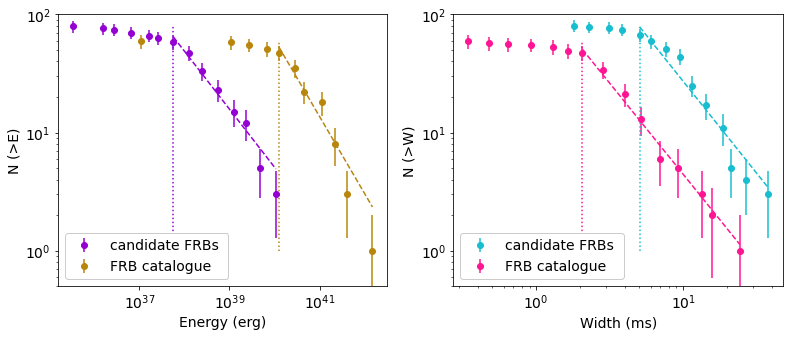 N (>E)
10² 10¹ 10⁰
candidate FRBs
FRB catalogue
10³⁷ 10³⁹ 10⁴¹
Energy (erg)
N (>W)
10² 10¹ 10⁰
candidate FRBs
FRB catalogue
10⁰ 10¹
Width (ms)